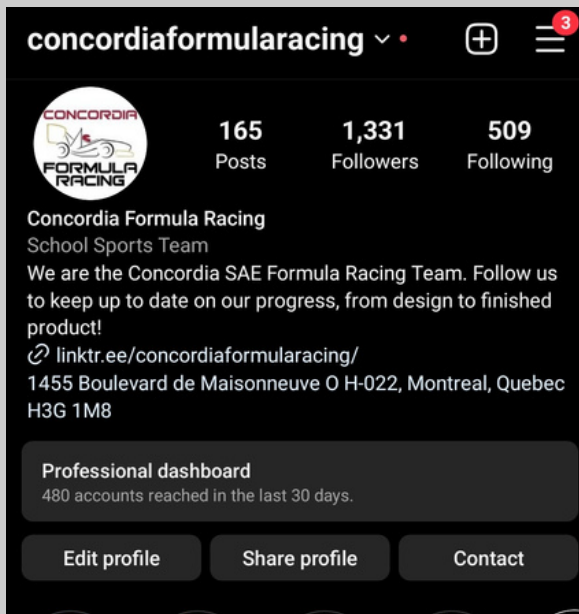 concordiaformularacing
3
CONCORDIA
FORMULA
RACING
165 1,331 509
Posts Followers Following
Concordia Formula Racing
School Sports Team
We are the Concordia SAE Formula Racing Team. Follow us
to keep up to date on our progress, from design to finished
product!
linktr.ee/concordiaformularacing/
1455 Boulevard de Maisonneuve O H-022, Montreal, Quebec
H3G 1M8
Professional dashboard
480 accounts reached in the last 30 days.
Edit profile Share profile Contact